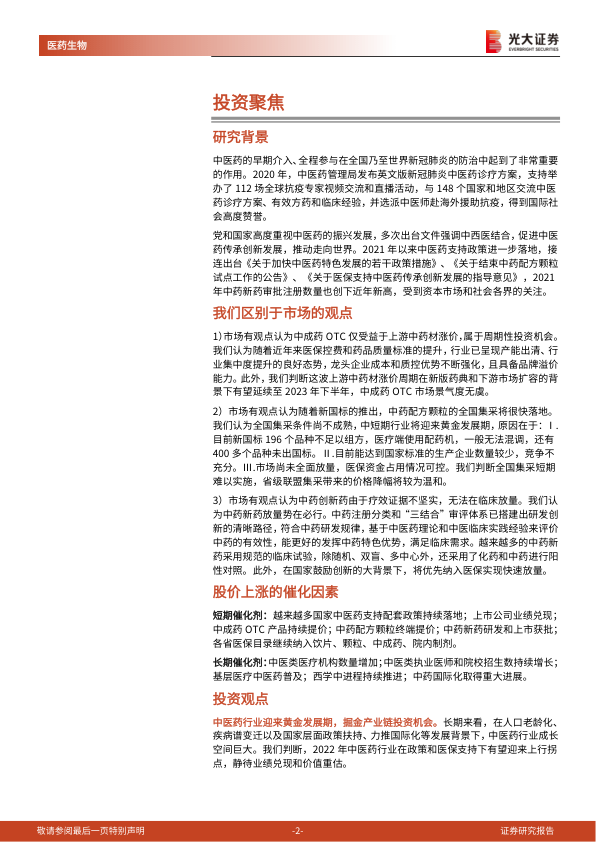 医药生物
光大证券
EVERBRIGHT SECURITIES
投资聚焦
研究背景
中医药的早期介入、全程参与在全国乃至世界新冠肺炎的防治中起到了非常重要
的作用。2020 年，中医药管理局发布英文版新冠肺炎中医药诊疗方案，支持举
办了 112 场全球抗疫专家视频交流和直播活动，与 148 个国家和地区交流中医
药诊疗方案、有效方药和临床经验，并选派中医师赴海外援助抗疫，得到国际社
会高度赞誉。
党和国家高度重视中医药的振兴发展，多次出台文件强调中西医结合，促进中医
药传承创新发展，推动走向世界。2021 年以来中医药支持政策进一步落地，接
连出台《关于加快中医药特色发展的若干政策措施》、《关于结束中药配方颗粒
试点工作的公告》、《关于医保支持中医药传承创新发展的指导意见》，2021
年中药新药审批注册数量也创下近年新高，受到资本市场和社会各界的关注。
我们区别于市场的观点
1）市场有观点认为中成药 OTC 仅受益于上游中药材涨价，属于周期性投资机会。
我们认为随着近年来医保控费和药品质量标准的提升，行业已呈现产能出清、行
业集中度提升的良好态势，龙头企业成本和质控优势不断强化，且具备品牌溢价
能力。此外，我们判断这波上游中药材涨价周期在新版药典和下游市场扩容的背
景下有望延续至 2023 年下半年，中成药 OTC 市场景气度无虞。
2）市场有观点认为随着新国标的推出，中药配方颗粒的全国集采将很快落地。
我们认为全国集采条件尚不成熟，中短期行业将迎来黄金发展期，原因在于：Ⅰ.
目前新国标 196 个品种不足以组方，医疗端使用配药机，一般无法混调，还有
400 多个品种未出国标。Ⅱ.目前能达到国家标准的生产企业数量较少，竞争不
充分。Ⅲ.市场尚未全面放量，医保资金占用情况可控。我们判断全国集采短期
难以实施，省级联盟集采带来的价格降幅将较为温和。
3）市场有观点认为中药创新药由于疗效证据不坚实，无法在临床放量。我们认
为中药新药放量势在必行。中药注册分类和“三结合”审评体系已搭建出研发创
新的清晰路径，符合中药研发规律，基于中医药理论和中医临床实践经验来评价
中药的有效性，能更好的发挥中药特色优势，满足临床需求。越来越多的中药新
药采用规范的临床试验，除随机、双盲、多中心外，还采用了化药和中药进行阳
性对照。此外，在国家鼓励创新的大背景下，将优先纳入医保实现快速放量。
股价上涨的催化因素
短期催化剂：越来越多国家中医药支持配套政策持续落地；上市公司业绩兑现；
中成药 OTC 产品持续提价；中药配方颗粒终端提价；中药新药研发和上市获批；
各省医保目录继续纳入饮片、颗粒、中成药、院内制剂。
长期催化剂：中医类医疗机构数量增加；中医类执业医师和院校招生数持续增长；
基层医疗中医药普及；西学中进程持续推进；中药国际化取得重大进展。
投资观点
中医药行业迎来黄金发展期，掘金产业链投资机会。长期来看，在人口老龄化、
疾病谱变迁以及国家层面政策扶持、力推国际化等发展背景下，中医药行业成长
空间巨大。我们判断，2022 年中医药行业在政策和医保支持下有望迎来上行拐
点，静待业绩兑现和价值重估。
敬请参阅最后一页特别声明
-2-
证券研究报告